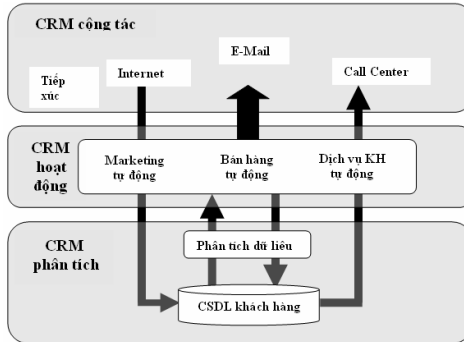 CRM cộng tác
E-Mail
Internet
Call Center
Tiếp
xúc
CRM
hoạt
động
Marketing
tự động
Bán hàng
tự động
Dịch vụ KH
tự động
CRM
phân tích
Phân tích dữ liêu
CSDL khách hàng